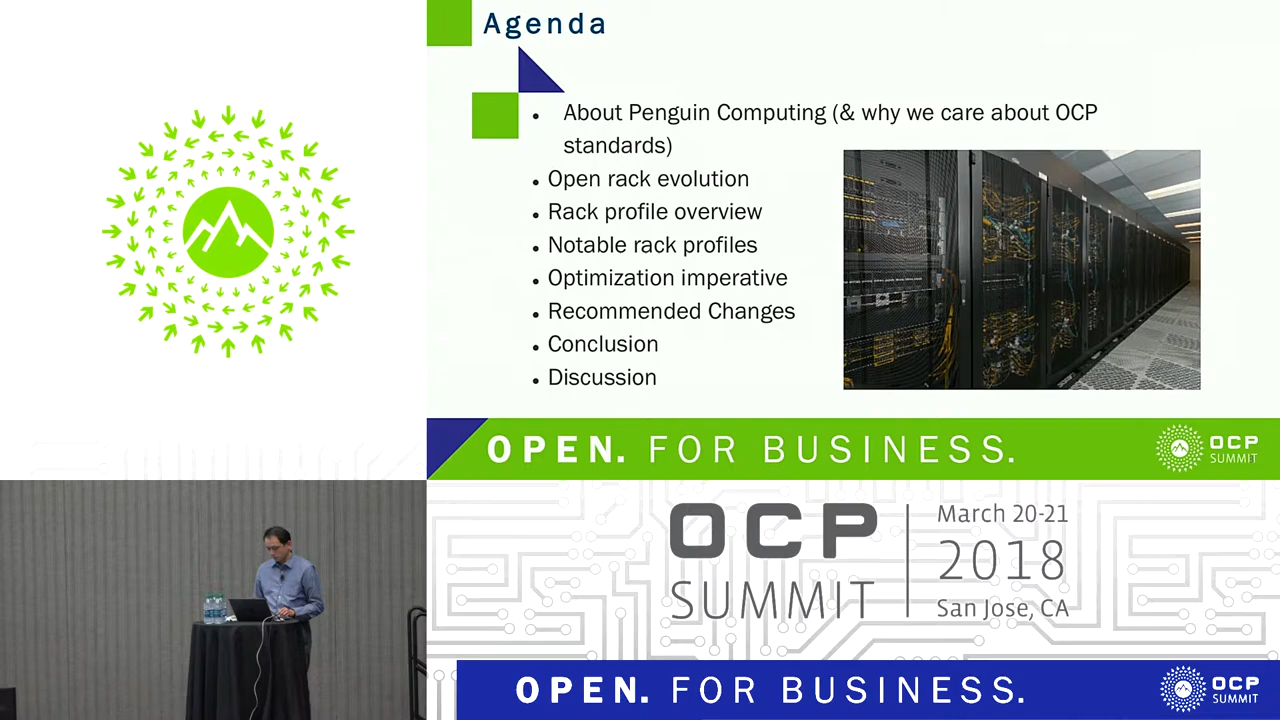 Agenda
• About Penguin Computing (& why we care about OCP
standards)
• Open rack evolution
• Rack profile overview
• Notable rack profiles
• Optimization imperative
• Recommended Changes
• Conclusion
• Discussion
OPEN. FOR BUSINESS.
OCP
SUMMIT
OCP
SUMMIT
March 20-21
2018
San Jose, CA
OPEN. FOR BUSINESS.
OCP
SUMMIT